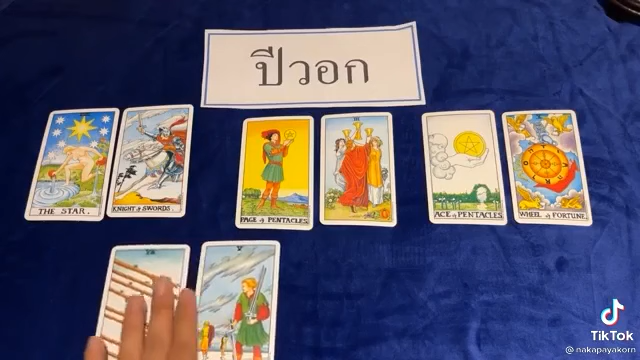 ปีวอก
THE STAR.
KNIGHT of SWORDS.
PAGE of PENTACLES
III
ACE of PENTACLES
X
WHEEL of FORTUNE.
V
TikTok
@nakapayakorn